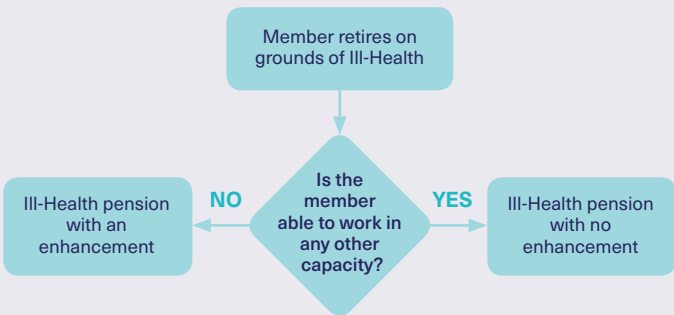 Member retires on
grounds of Ill-Health
Is the
member
able to work in
any other
capacity?
NO
YES
Ill-Health pension
with an
enhancement
Ill-Health pension
with no
enhancement